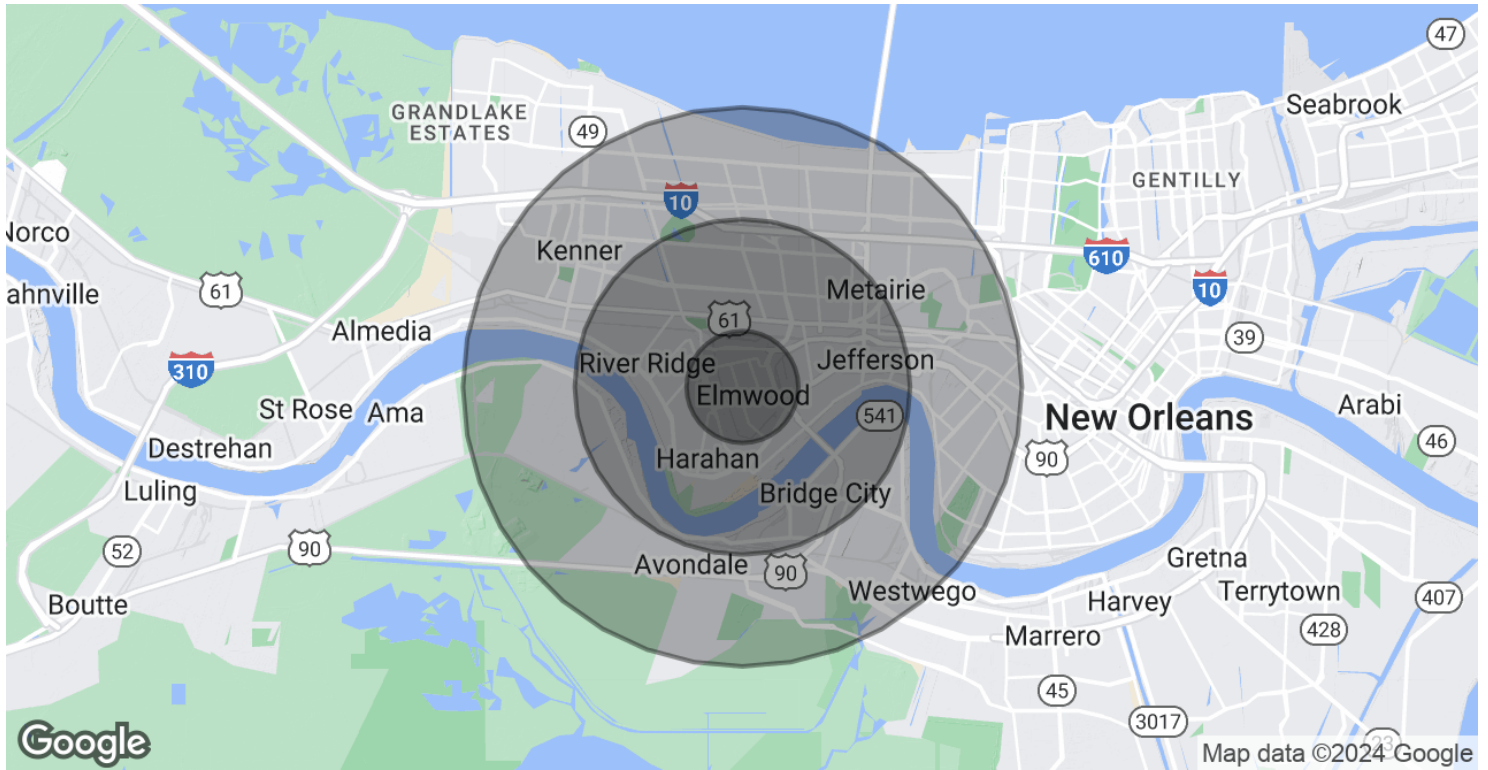 47
Seabrook
GRANDLAKE
ESTATES
49
GENTILLY
10
Norco
Kenner
610
ahnville
61
Metairie
10
Almedia
61
39
310
River Ridge
Jefferson
Elmwood
St Rose
Ama
541
New Orleans
Arabi
Destrehan
46
Harahan
90
Luling
Bridge City
52
90
Avondale
90
Gretna
Westwego
Terrytown
407
Boutte
Harvey
428
Marrero
45
3017
23
Google
Map data ©2024 Google